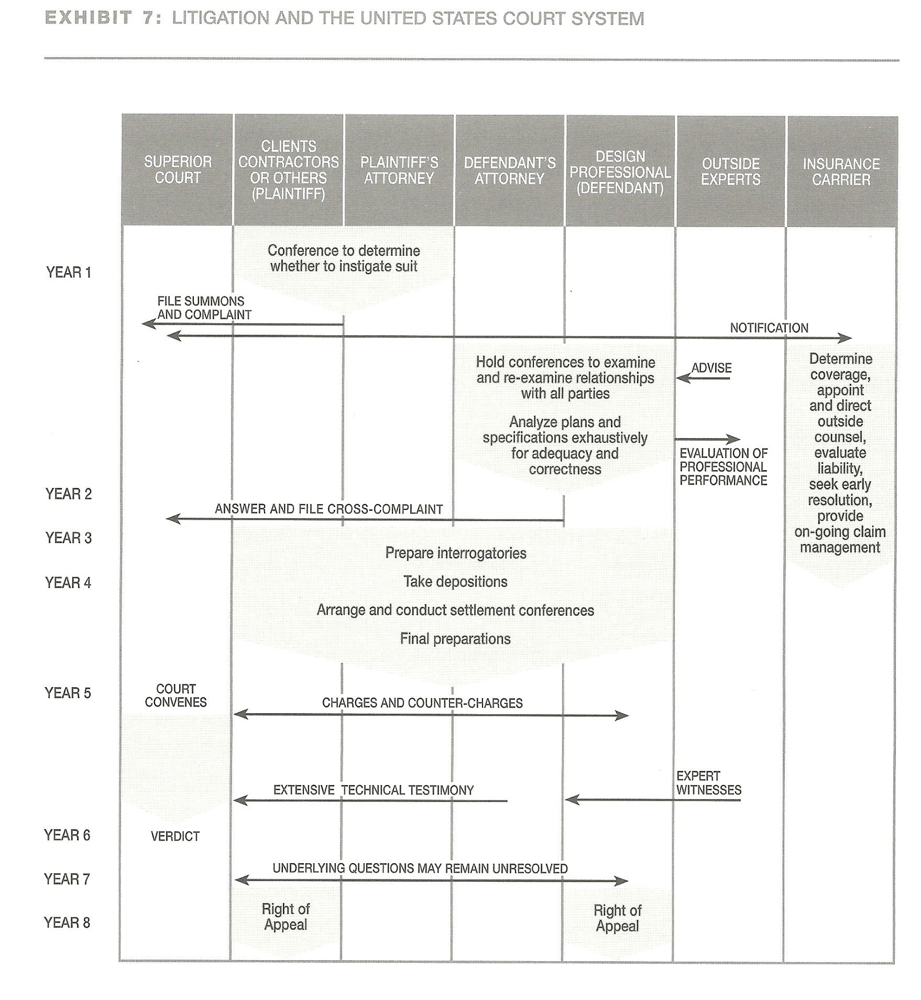 EXHIBIT 7: LITIGATION AND THE UNITED STATES COURT SYSTEM
SUPERIOR
COURT
CLIENTS
CONTRACTORS
OR OTHERS
(PLAINTIFF)
PLAINTIFF'S
ATTORNEY
DEFENDANT'S
ATTORNEY
DESIGN
PROFESSIONAL
(DEFENDANT)
OUTSIDE
EXPERTS
INSURANCE
CARRIER
YEAR 1
Conference to determine
whether to instigate suit
FILE SUMMONS
AND COMPLAINT
NOTIFICATION
Hold conferences to examine
and re-examine relationships
with all parties
Analyze plans and
specifications exhaustively
for adequacy and
correctness
ADVISE
EVALUATION OF
PROFESSIONAL
PERFORMANCE
Determine
coverage,
appoint
and direct
outside
counsel,
evaluate
liability,
seek early
resolution,
provide
on-going claim
management
YEAR 2
ANSWER AND FILE CROSS-COMPLAINT
YEAR 3
Prepare interrogatories
YEAR 4
Take depositions
Arrange and conduct settlement conferences
Final preparations
YEAR 5
COURT
CONVENES
CHARGES AND COUNTER-CHARGES
EXTENSIVE TECHNICAL TESTIMONY
EXPERT
WITNESSES
YEAR 6
VERDICT
UNDERLYING QUESTIONS MAY REMAIN UNRESOLVED
YEAR 7
Right of
Appeal
Right of
Appeal
YEAR 8